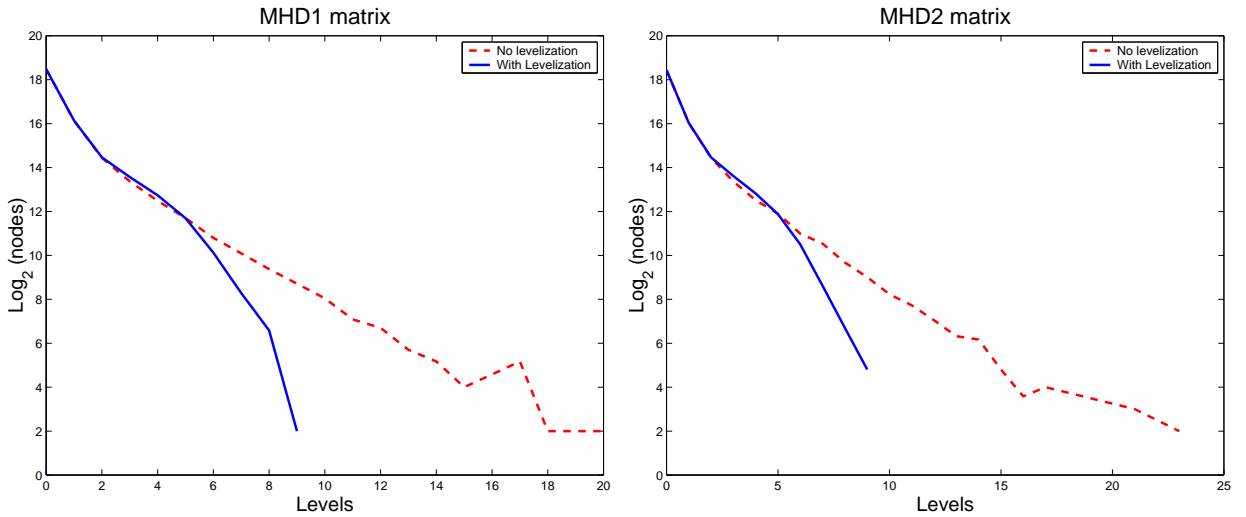 MHD1 matrix
20
18
16
14
12
10
8
6
4
2
0
Log2 (nodes)
No levelization
With Levelization
0 2 4 6 8 10 12 14 16 18 20
Levels
MHD2 matrix
20
18
16
14
12
10
8
6
4
2
0
Log2 (nodes)
No levelization
With Levelization
0 5 10 15 20 25
Levels